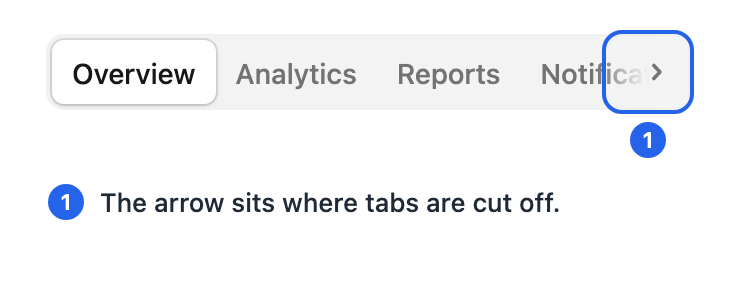 Overview Analytics Reports Notifica
1
1 The arrow sits where tabs are cut off.